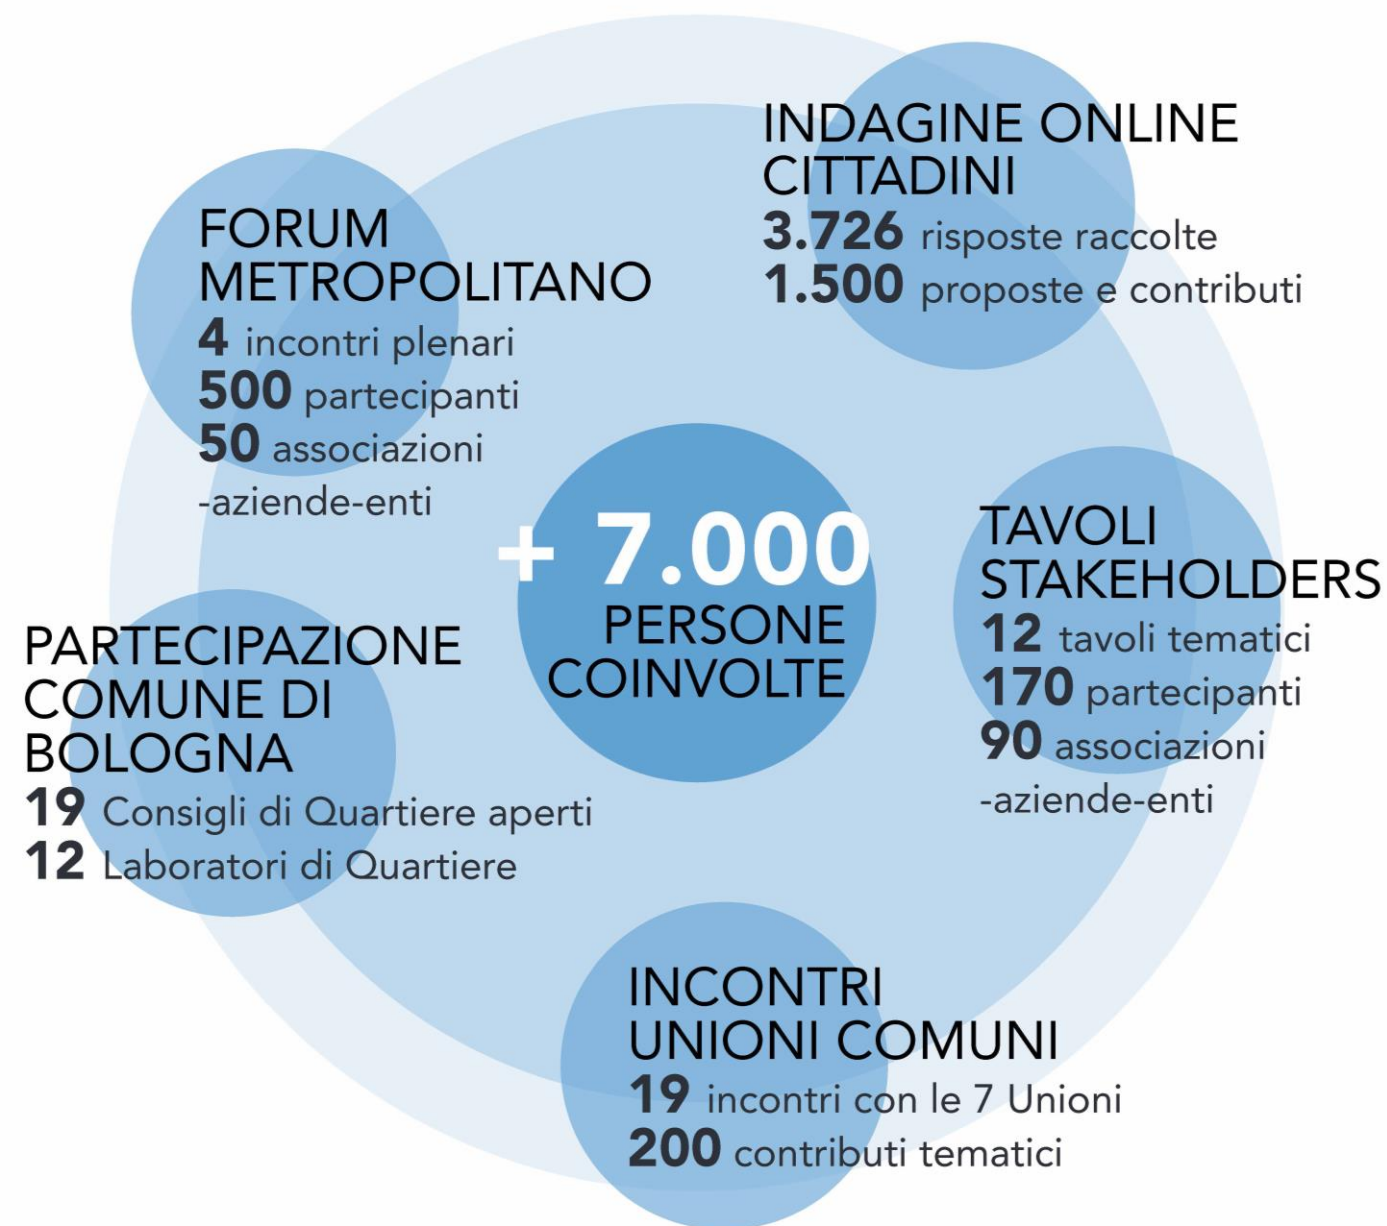 INDAGINE ONLINE
CITTADINI
3.726 risposte raccolte
1.500 proposte e contributi
FORUM
METROPOLITANO
4 incontri plenari
500 partecipanti
50 associazioni
-aziende-enti
+ 7.000
PERSONE
COINVOLTE
TAVOLI
STAKEHOLDERS
12 tavoli tematici
170 partecipanti
90 associazioni
-aziende-enti
PARTECIPAZIONE
COMUNE DI
BOLOGNA
19 Consigli di Quartiere aperti
12 Laboratori di Quartiere
INCONTRI
UNIONI COMUNI
19 incontri con le 7 Unioni
200 contributi tematici